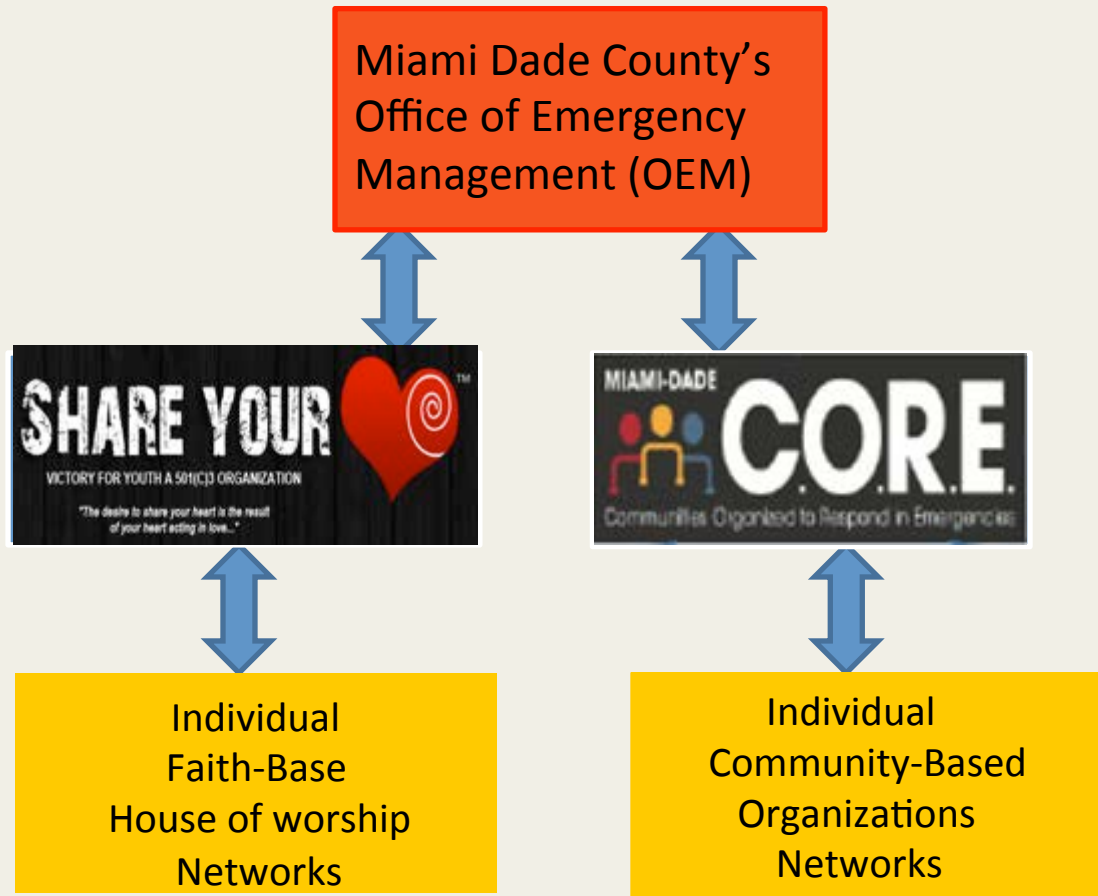 Miami Dade County's
Office of Emergency
Management (OEM)
SHARE YOUR
TM
VICTORY FOR YOUTH A 501(C)3 ORGANIZATION
"The desire to share your heart is the result
of your heart acting in love..."
MIAMI-DADE
C.O.R.E.
Communities Organized to Respond in Emergencies
Individual
Faith-Base
House of worship
Networks
Individual
Community-Based
Organizations
Networks